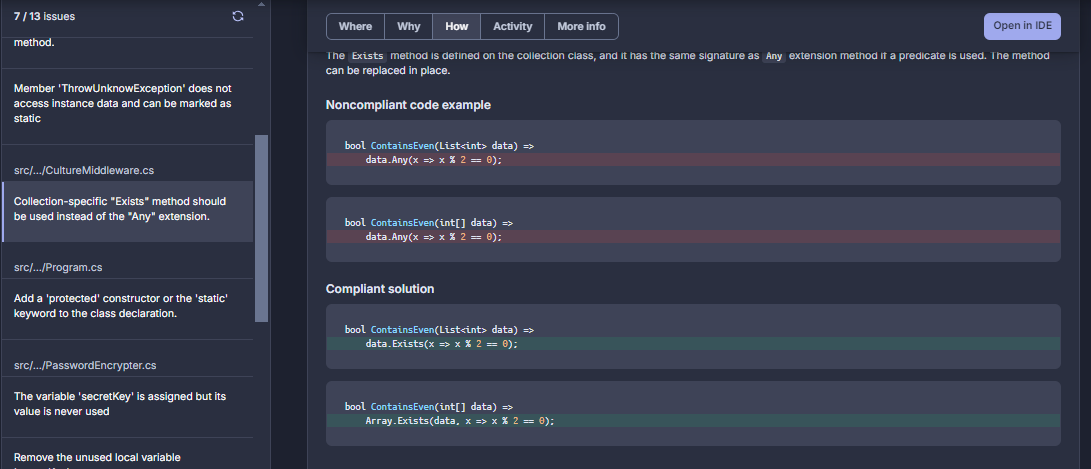 7 / 13 issues
method.
Member 'ThrowUnknowException' does not
access instance data and can be marked as
static
src/.../CultureMiddleware.cs
Collection-specific "Exists" method should
be used instead of the "Any" extension.
src/.../Program.cs
Add a 'protected' constructor or the 'static'
keyword to the class declaration.
src/.../PasswordEncrypter.cs
The variable 'secretKey' is assigned but its
value is never used
Remove the unused local variable
Where Why How Activity More info
Open in IDE
The Exists method is defined on the collection class, and it has the same signature as Any extension method if a predicate is used. The method
can be replaced in place.
Noncompliant code example
bool ContainsEven(List<int> data) =>
data.Any(x => x % 2 == 0);
bool ContainsEven(int[] data) =>
data.Any(x => x % 2 == 0);
Compliant solution
bool ContainsEven(List<int> data) =>
data.Exists(x => x % 2 == 0);
bool ContainsEven(int[] data) =>
Array.Exists(data, x => x % 2 == 0);